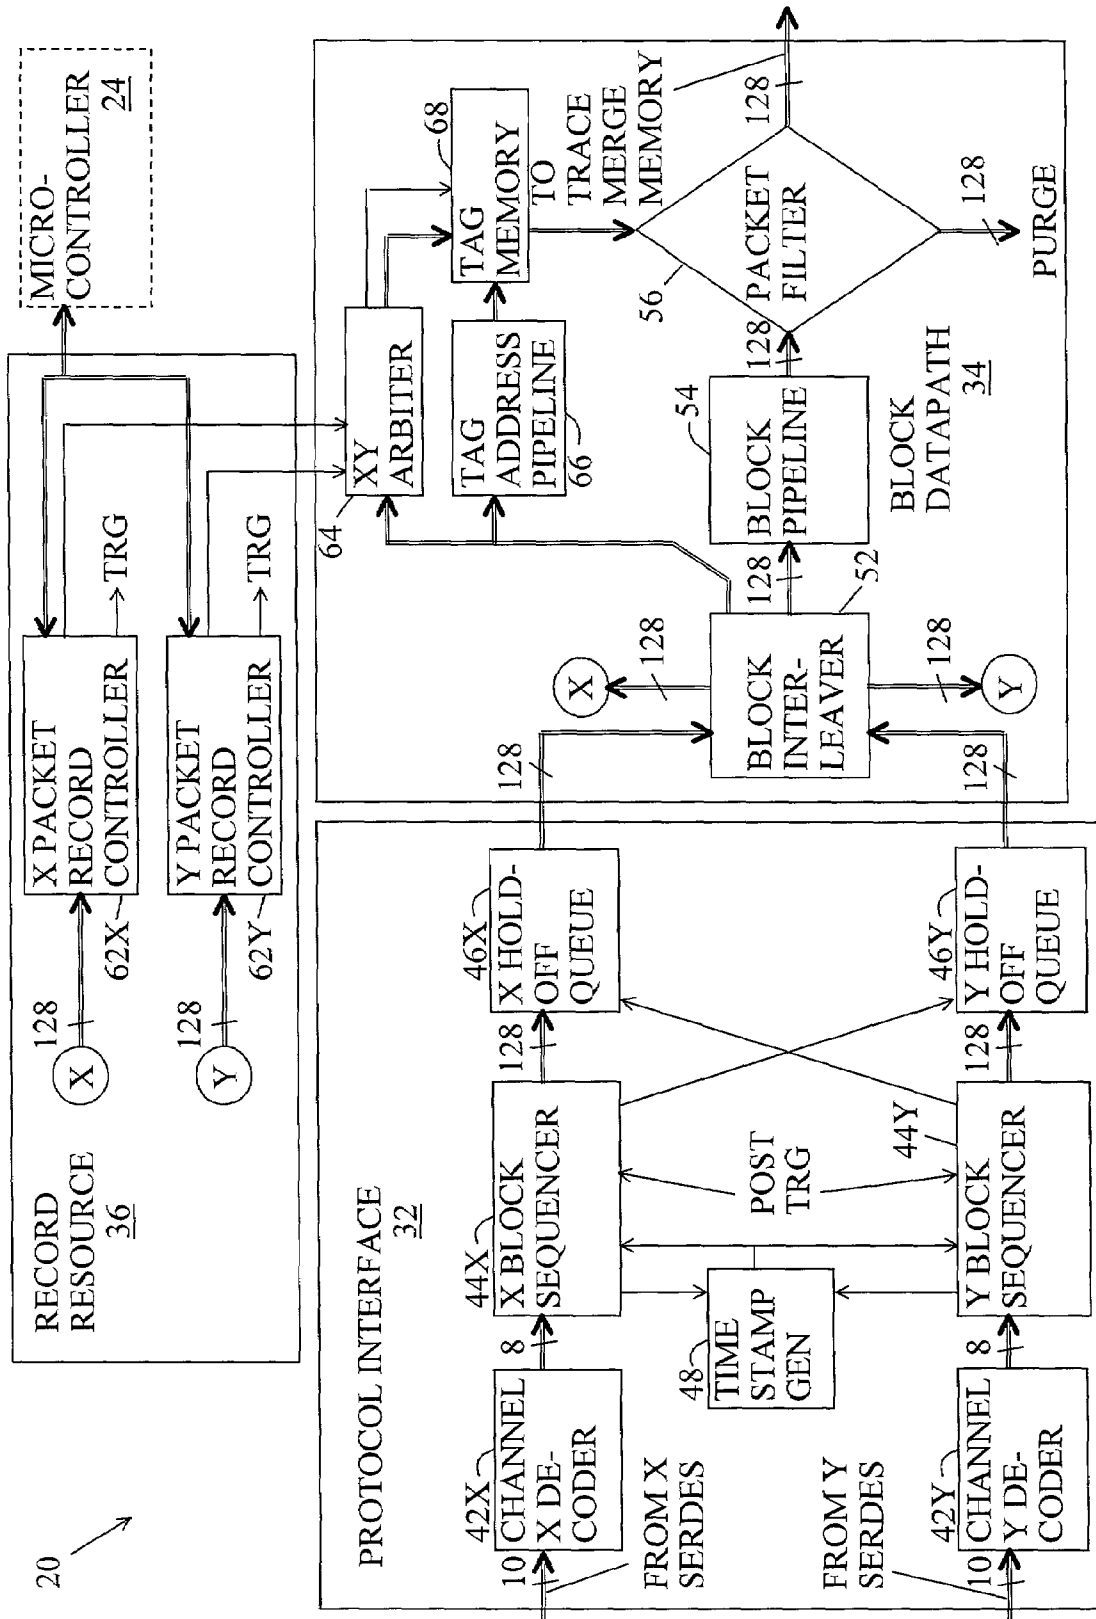 20
RECORD
RESOURCE
36
X
128
X PACKET
RECORD
CONTROLLER
62X
TRG
Y
128
Y PACKET
RECORD
CONTROLLER
62Y
TRG
MICRO-
CONTROLLER
24
PROTOCOL INTERFACE
32
FROM X
SERDES
10
42X
CHANNEL
X DE-
CODER
8
44X
X BLOCK
SEQUENCER
128
46X
X HOLD-
OFF
QUEUE
128
48
TIME
STAMP
GEN
POST
TRG
FROM Y
SERDES
10
42Y
CHANNEL
Y DE-
CODER
8
44Y
Y BLOCK
SEQUENCER
128
46Y
Y HOLD-
OFF
QUEUE
128
X
128
BLOCK
INTER-
LEAVER
52
128
Y
128
64
XY
ARBITER
TAG
ADDRESS
PIPELINE
66
TAG
MEMORY
68
54
BLOCK
PIPELINE
128
56
PACKET
FILTER
TO
TRACE
MERGE
MEMORY
128
128
PURGE
BLOCK
DATAPATH
34